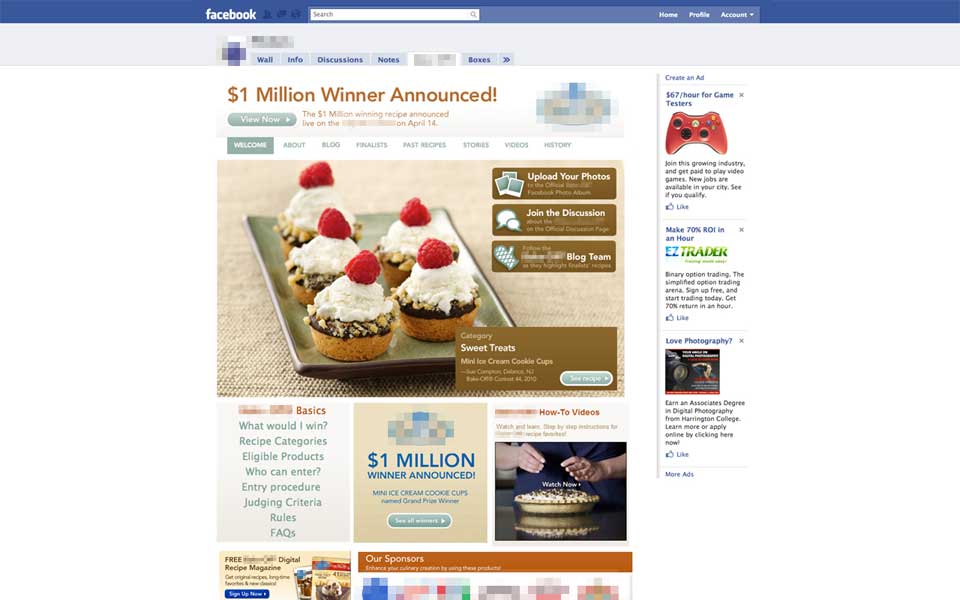 facebook
Search
Home Profile Account
Wall Info Discussions Notes Boxes »
$1 Million Winner Announced!
View Now
The $1 Million winning recipe announced
live on the on April 14.
WELCOME ABOUT BLOG FINALISTS PAST RECIPES STORIES VIDEOS HISTORY
Upload Your Photos
to the Official
Facebook Photo Album
Join the Discussion
about the
on the Official Discussion Page
Follow the
Blog Team
as they highlight finalists' recipes
Category
Sweet Treats
Mini Ice Cream Cookie Cups
—Sue Compton, Delanco, NJ
Bake-Off® Contest 44, 2010
See recipe
Basics
What would I win?
Recipe Categories
Eligible Products
Who can enter?
Entry procedure
Judging Criteria
Rules
FAQs
$1 MILLION
WINNER ANNOUNCED!
MINI ICE CREAM COOKIE CUPS
named Grand Prize Winner
See all winners
How-To Videos
Watch and learn. Step by step instructions for
recipe favorites!
Watch Now
FREE Digital
Recipe Magazine
Get original recipes, long-time
favorites & new classics!
Sign Up Now
Our Sponsors
Enhance your culinary creation by using these products!
Create an Ad
$67/hour for Game
Testers
Join this growing industry,
and get paid to play video
games. New jobs are
available in your city. See
if you qualify.
Like
Make 70% ROI in
an Hour
EZTRADER
Trading made easy!
Binary option trading. The
simplified option trading
arena. Sign up free, and
start trading today. Get
70% return in an hour.
Like
Love Photography?
Earn an Associates Degree
in Digital Photography
from Harrington College.
Learn more or apply
online by clicking here
now!
Like
More Ads